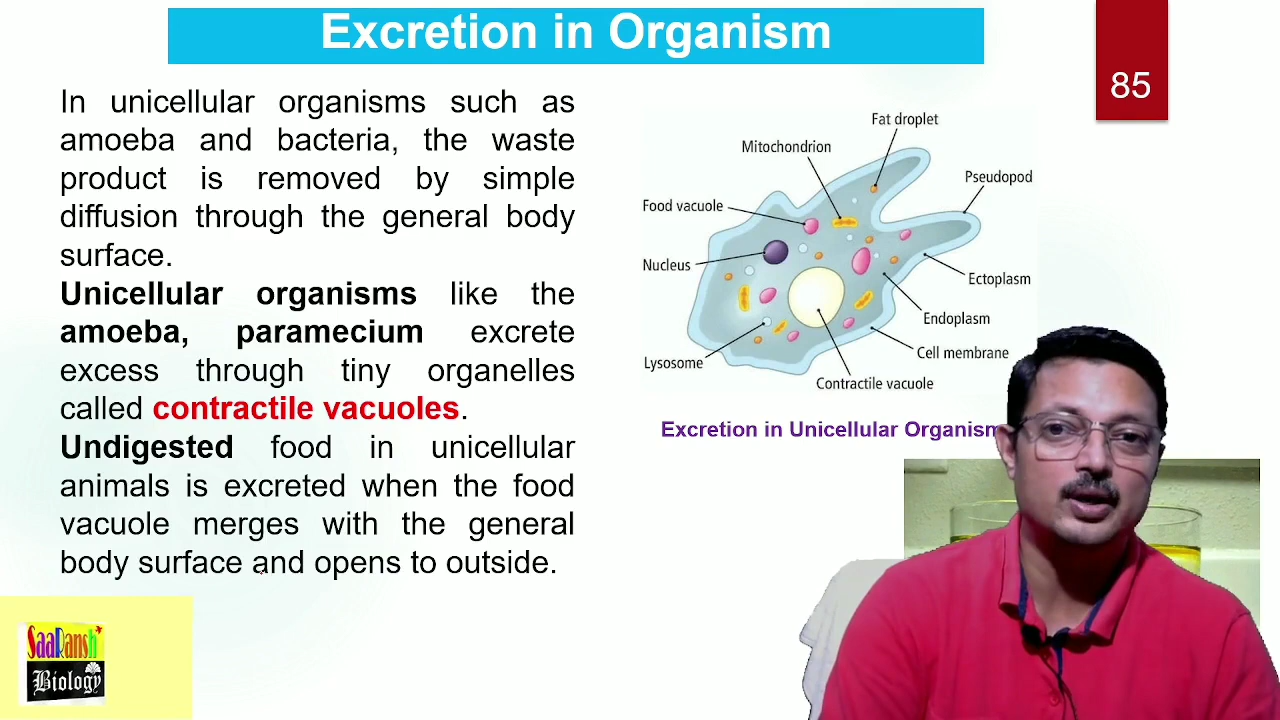 Excretion in Organism
85
In unicellular organisms such as
amoeba and bacteria, the waste
product is removed by simple
diffusion through the general body
surface.
Unicellular organisms like the
amoeba, paramecium excrete
excess through tiny organelles
called contractile vacuoles.
Undigested food in unicellular
animals is excreted when the food
vacuole merges with the general
body surface and opens to outside.
Fat droplet
Mitochondrion
Pseudopod
Food vacuole
Nucleus
Ectoplasm
Endoplasm
Cell membrane
Lysosome
Contractile vacuole
Excretion in Unicellular Organism
SaaRansh
Biology